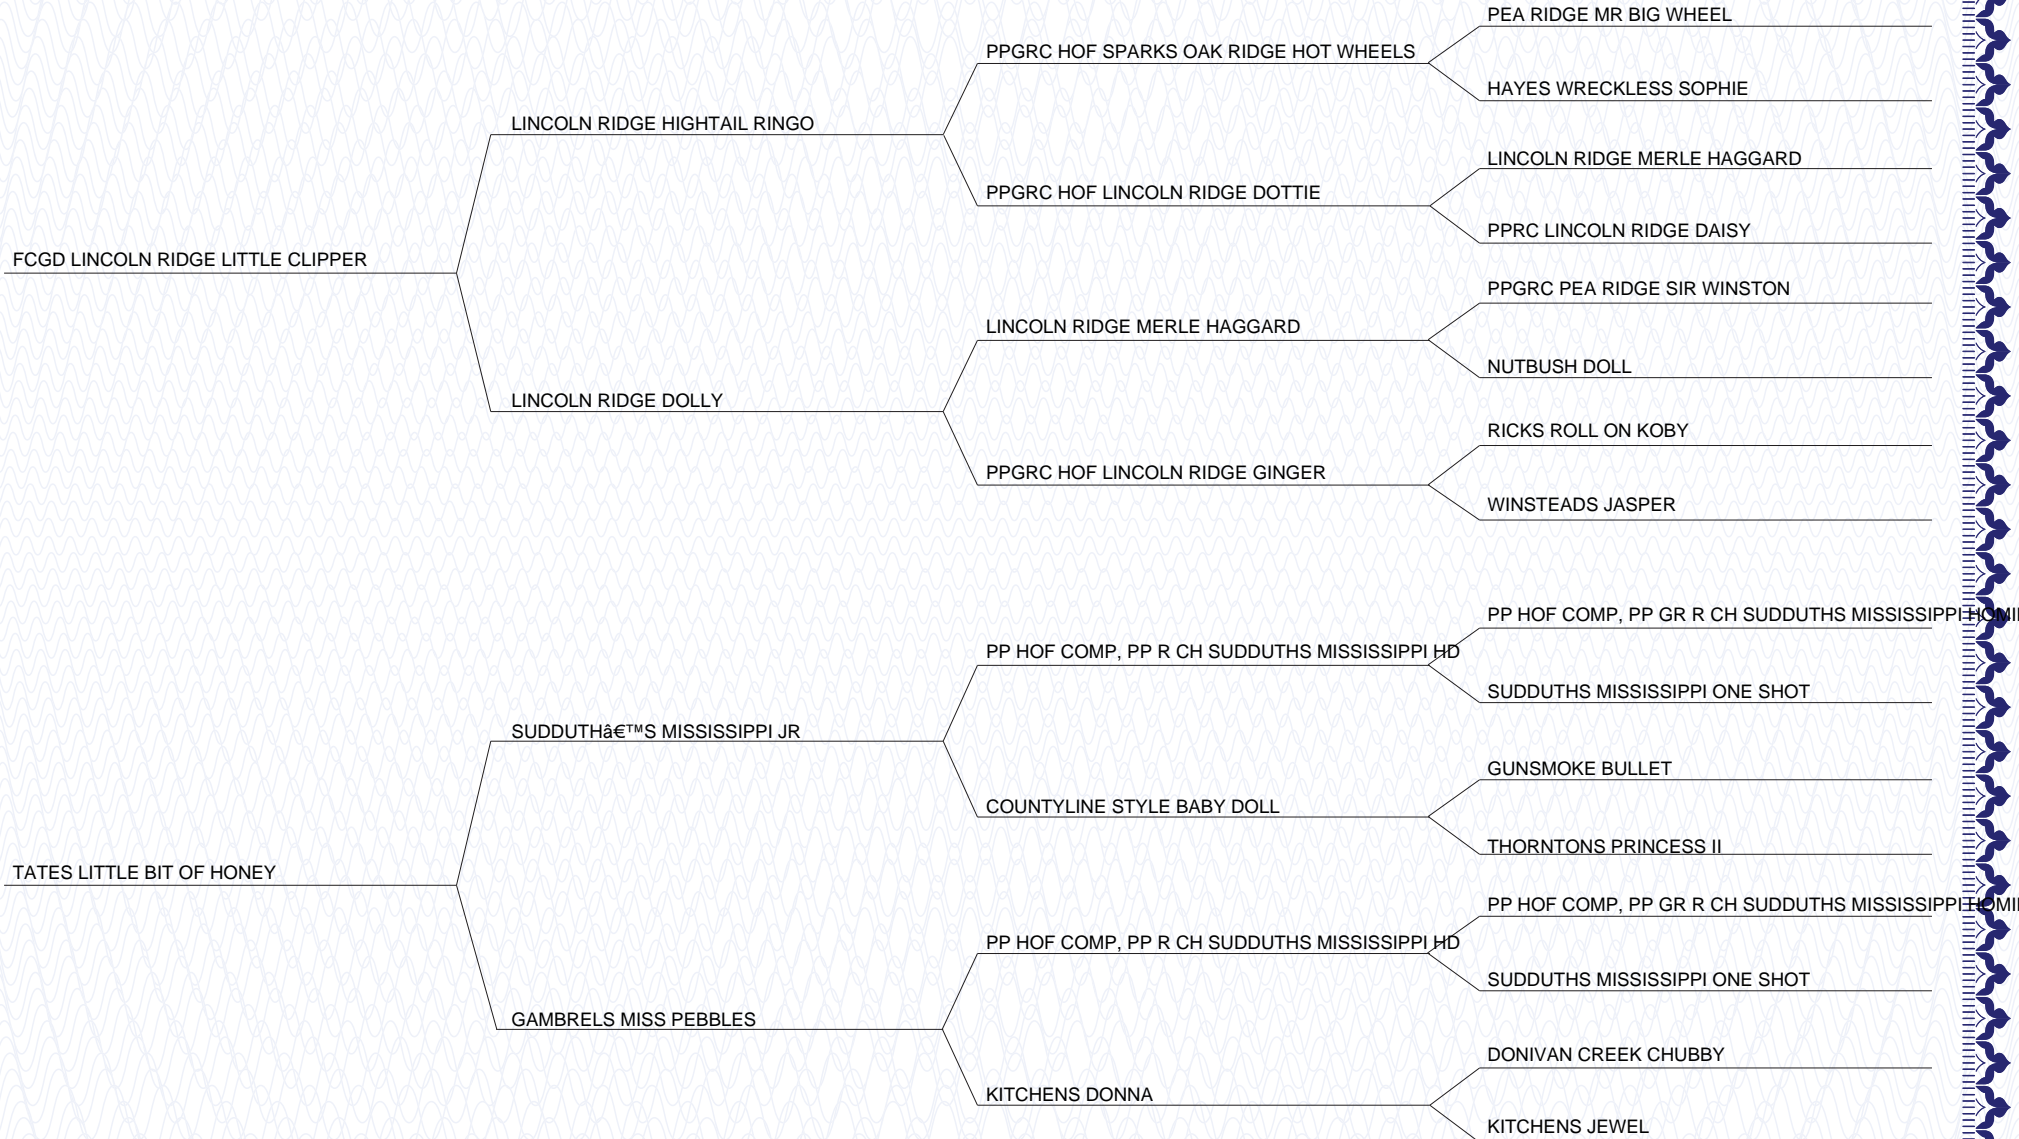 PEA RIDGE MR BIG WHEEL
PPGRC HOF SPARKS OAK RIDGE HOT WHEELS
HAYES WRECKLESS SOPHIE
LINCOLN RIDGE HIGHTAIL RINGO
LINCOLN RIDGE MERLE HAGGARD
PPGRC HOF LINCOLN RIDGE DOTTIE
PPRC LINCOLN RIDGE DAISY
FCGD LINCOLN RIDGE LITTLE CLIPPER
PPGRC PEA RIDGE SIR WINSTON
LINCOLN RIDGE MERLE HAGGARD
NUTBUSH DOLL
LINCOLN RIDGE DOLLY
RICKS ROLL ON KOBY
PPGRC HOF LINCOLN RIDGE GINGER
WINSTEADS JASPER
PP HOF COMP, PP GR R CH SUDDUTHS MISSISSIPPI
PP HOF COMP, PP R CH SUDDUTHS MISSISSIPPI HD
SUDDUTHS MISSISSIPPI ONE SHOT
SUDDUTHâ€™S MISSISSIPPI JR
GUNSMOKE BULLET
COUNTYLINE STYLE BABY DOLL
THORNTONS PRINCESS II
TATES LITTLE BIT OF HONEY
PP HOF COMP, PP GR R CH SUDDUTHS MISSISSIPPI
PP HOF COMP, PP R CH SUDDUTHS MISSISSIPPI HD
SUDDUTHS MISSISSIPPI ONE SHOT
GAMBRELS MISS PEBBLES
DONIVAN CREEK CHUBBY
KITCHENS DONNA
KITCHENS JEWEL